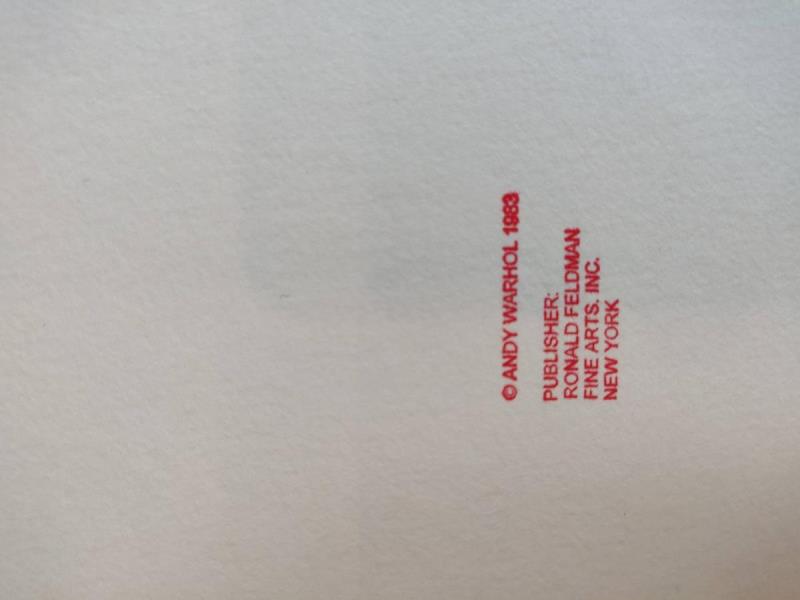 © ANDY WARHOL 1983
PUBLISHER:
RONALD FELDMAN
FINE ARTS. INC.
NEW YORK